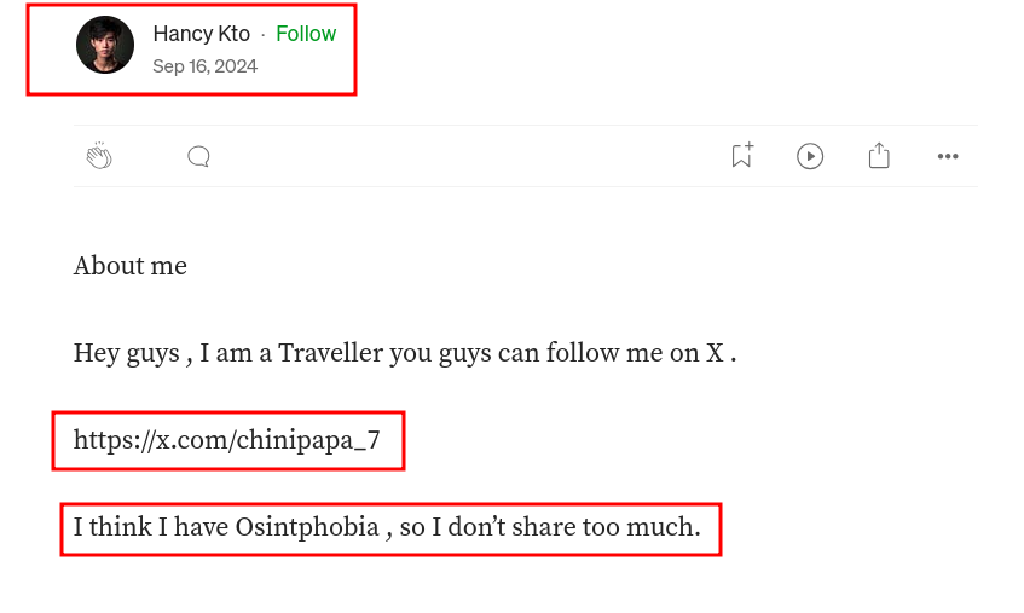 Hancy Kto · Follow
Sep 16, 2024
About me
Hey guys , I am a Traveller you guys can follow me on X .
https://x.com/chinipapa_7
I think I have Osintphobia , so I don’t share too much.